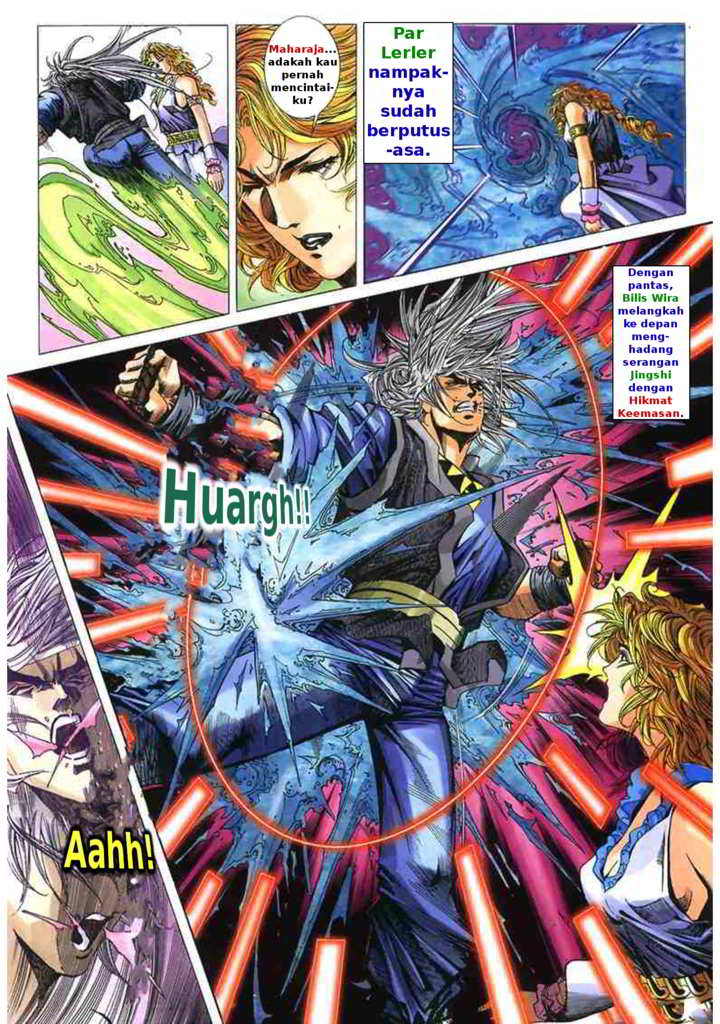 Maharaja...
adakah kau
pernah
mencintai-
ku?
Par
Lerler
nampak-
nya
sudah
berputus
-asa.
Dengan
pantas,
Bilis Wira
melangkah
ke depan
meng-
hadang
serangan
Jingshi
dengan
Hikmat
Keemasan.
Huargh!!
Aahh!